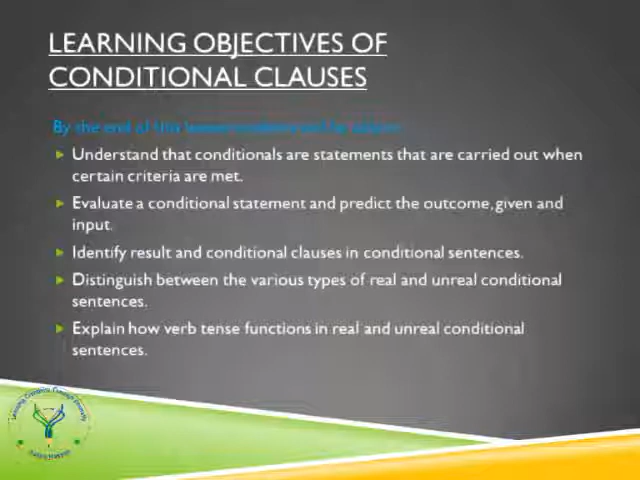 LEARNING OBJECTIVES OF
CONDITIONAL CLAUSES
By the end of this lesson students will be able to:
Understand that conditionals are statements that are carried out when
certain criteria are met.
Evaluate a conditional statement and predict the outcome, given and
input.
Identify result and conditional clauses in conditional sentences.
Distinguish between the various types of real and unreal conditional
sentences.
Explain how verb tense functions in real and unreal conditional
sentences.